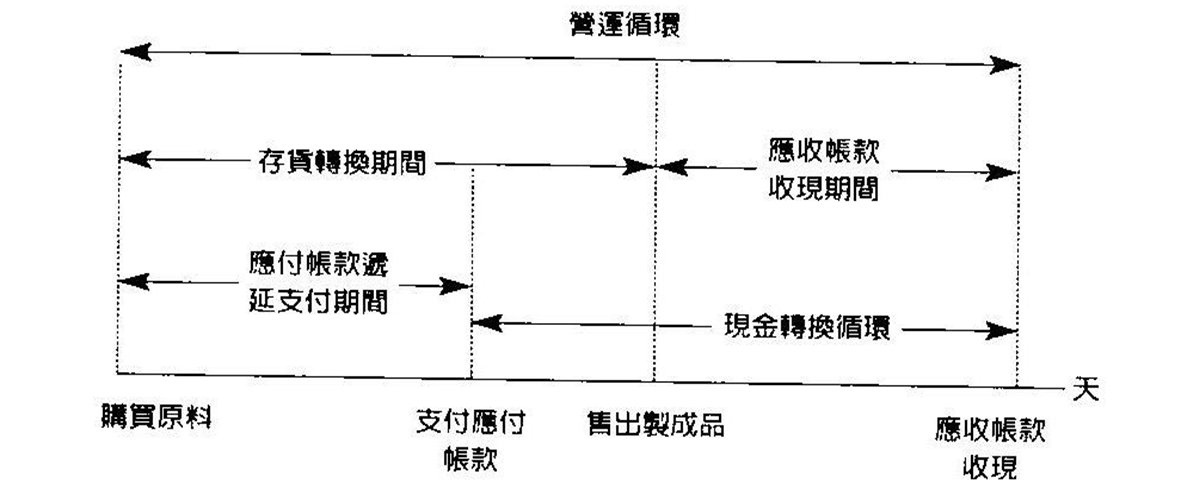 營運循環
存貨轉換期間
應收帳款
收現期間
應付帳款遞
延支付期間
現金轉換循環
天
購買原料
支付應付
帳款
售出製成品
應收帳款
收現